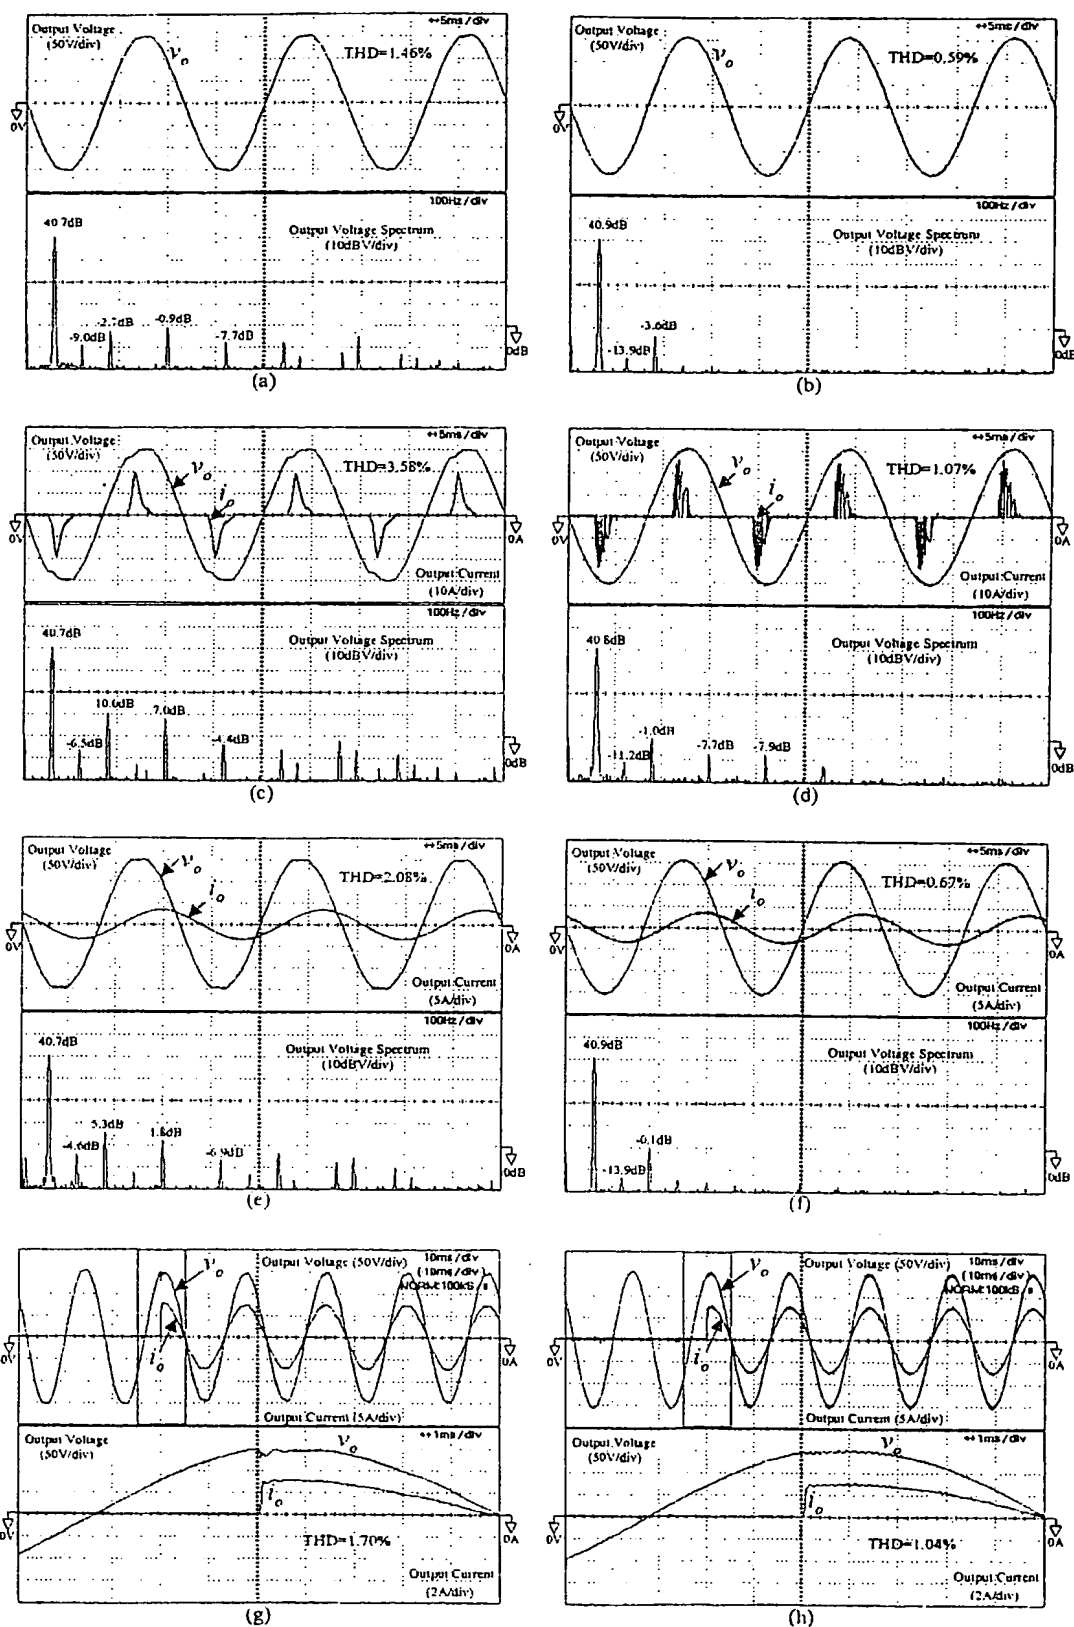 Output Voltage
(50V/div)
5ms/div
THD=1.46%
v_o
0V
100Hz/div
40.7dB
Output Voltage Spectrum
(10dBV/div)
-9.0dB
-2.7dB
-0.9dB
-7.7dB
0dB
(a)
Output Voltage
(50V/div)
5ms/div
THD=0.59%
v_o
0V
100Hz/div
40.9dB
Output Voltage Spectrum
(10dBV/div)
-13.9dB
-3.6dB
0dB
(b)
Output Voltage
(50V/div)
5ms/div
THD=3.58%
v_o
i_o
0V
0A
Output Current
(10A/div)
100Hz/div
40.7dB
Output Voltage Spectrum
(10dBV/div)
-6.5dB
10.0dB
7.0dB
-4.4dB
0dB
(c)
Output Voltage
(50V/div)
5ms/div
THD=1.07%
v_o
i_o
0V
0A
Output Current
(10A/div)
100Hz/div
40.8dB
Output Voltage Spectrum
(10dBV/div)
-11.2dB
-1.0dB
-7.7dB
-7.9dB
0dB
(d)
Output Voltage
(50V/div)
5ms/div
THD=2.08%
v_o
i_o
0V
0A
Output Current
(5A/div)
100Hz/div
40.7dB
Output Voltage Spectrum
(10dBV/div)
-4.6dB
5.3dB
1.8dB
-6.9dB
0dB
(e)
Output Voltage
(50V/div)
5ms/div
THD=0.67%
v_o
i_o
0V
0A
Output Current
(5A/div)
100Hz/div
40.9dB
Output Voltage Spectrum
(10dBV/div)
-13.9dB
-0.1dB
0dB
(f)
Output Voltage (50V/div)
10ms/div
(10ms/div)
NORM:100kS/s
v_o
i_o
0V
0A
Output Current (5A/div)
Output Voltage
(50V/div)
1ms/div
v_o
i_o
0V
0A
THD=1.70%
Output Current
(2A/div)
(g)
Output Voltage (50V/div)
10ms/div
(10ms/div)
NORM:100kS/s
v_o
i_o
0V
0A
Output Current (5A/div)
Output Voltage
(50V/div)
1ms/div
v_o
i_o
0V
0A
THD=1.04%
Output Current
(2A/div)
(h)